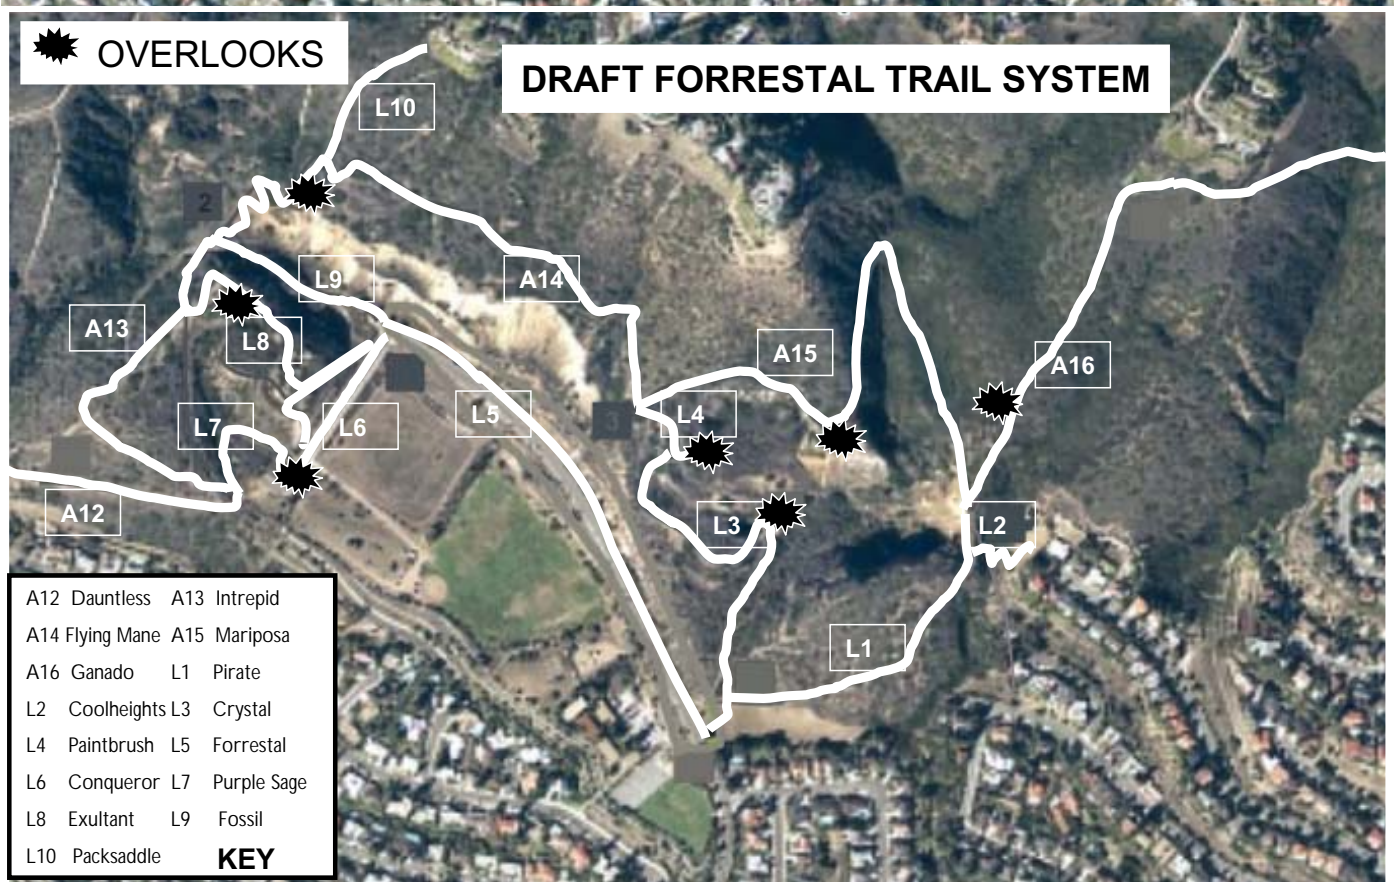 OVERLOOKS
DRAFT FORRESTAL TRAIL SYSTEM
L10
2
L9
A14
A13
L8
A15
A16
L7
L6
L5
3
L4
A12
L3
L2
L1
A12 Dauntless A13 Intrepid
A14 Flying Mane A15 Mariposa
A16 Ganado L1 Pirate
L2 Coolheights L3 Crystal
L4 Paintbrush L5 Forrestal
L6 Conqueror L7 Purple Sage
L8 Exultant L9 Fossil
L10 Packsaddle KEY